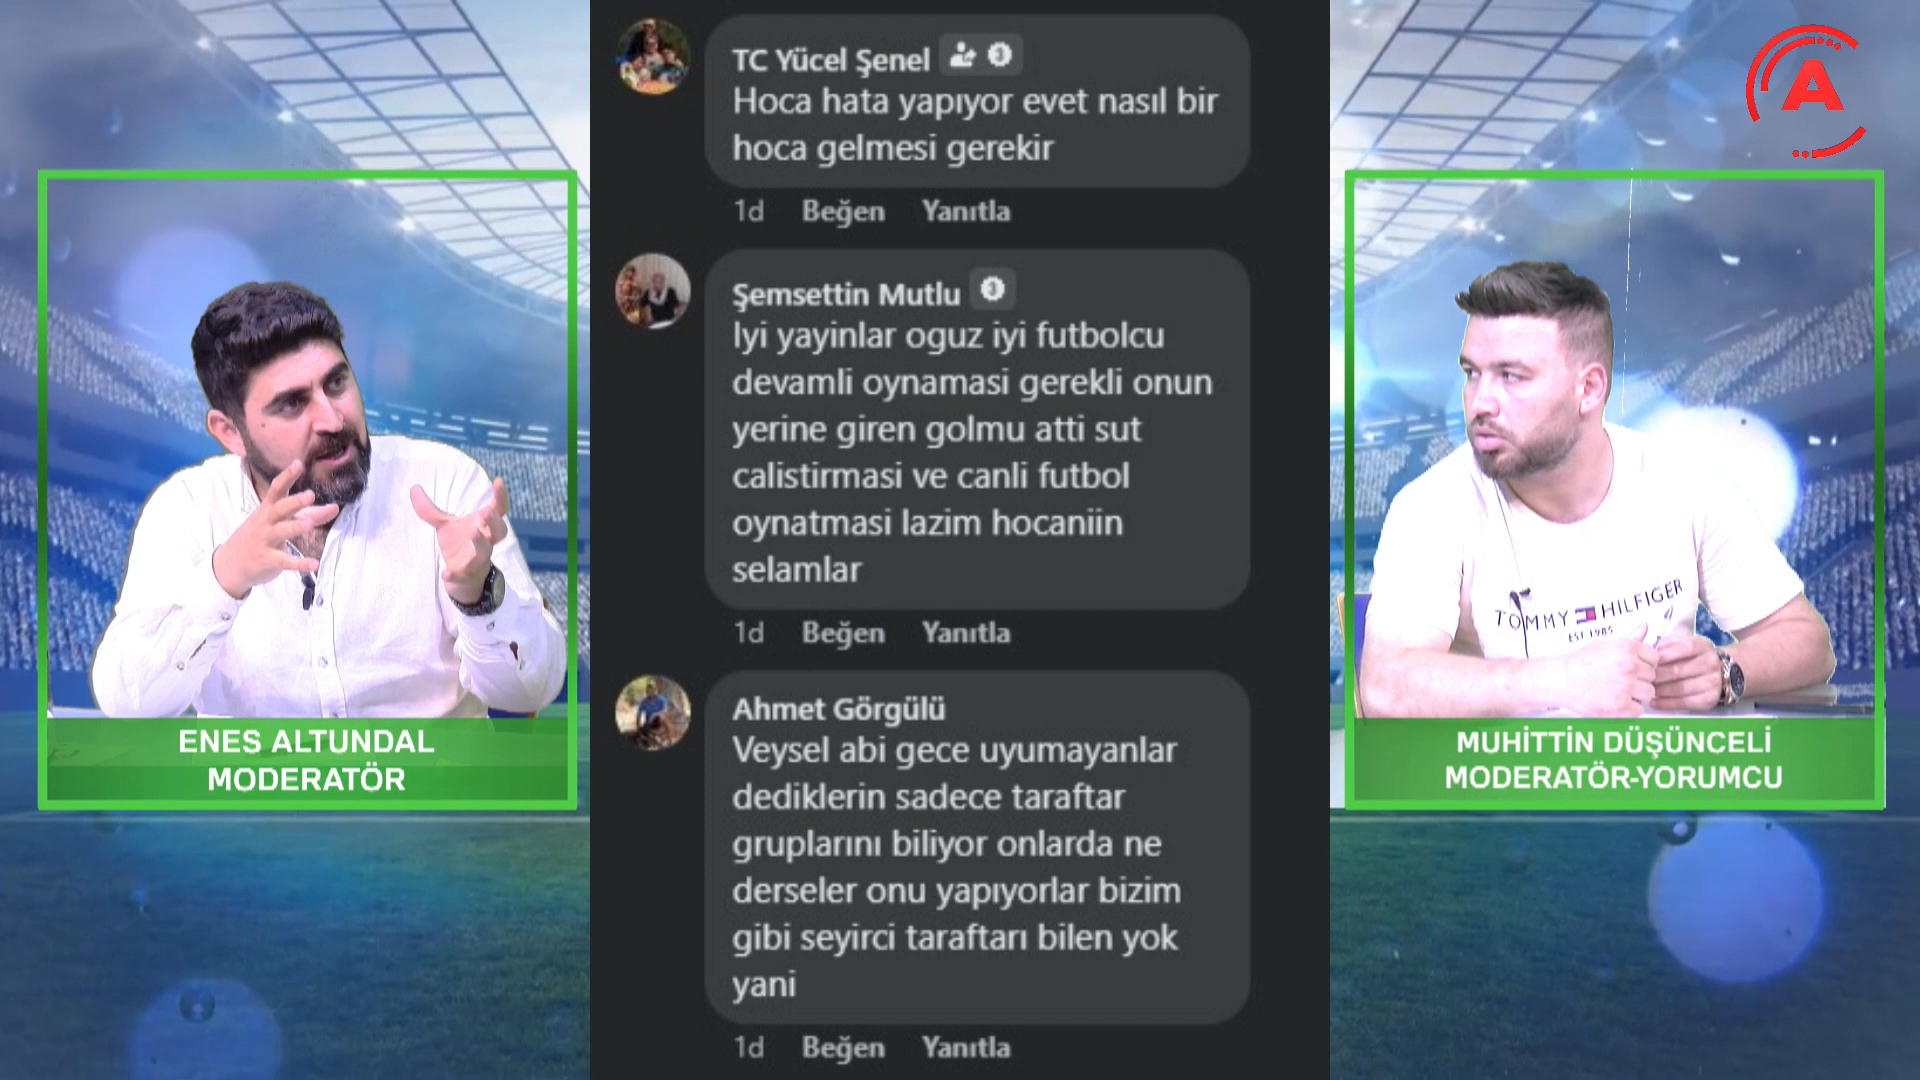 TC Yücel Şenel
Hoca hata yapıyor evet nasıl bir
hoca gelmesi gerekir
1d Beğen Yanıtla
Şemsettin Mutlu
Iyi yayinlar oguz iyi futbolcu
devamli oynamasi gerekli onun
yerine giren golmu atti sut
calistirmasi ve canli futbol
oynatmasi lazim hocaniin
selamlar
1d Beğen Yanıtla
Ahmet Görgülü
Veysel abi gece uyumayanlar
dediklerin sadece taraftar
gruplarını biliyor onlarda ne
derseler onu yapıyorlar bizim
gibi seyirci taraftarı bilen yok
yani
1d Beğen Yanıtla
ENES ALTUNDAL
MODERATÖR
A
TOMMY HILFIGER
EST 1985
MUHİTTİN DÜŞÜNCELİ
MODERATÖR-YORUMCU